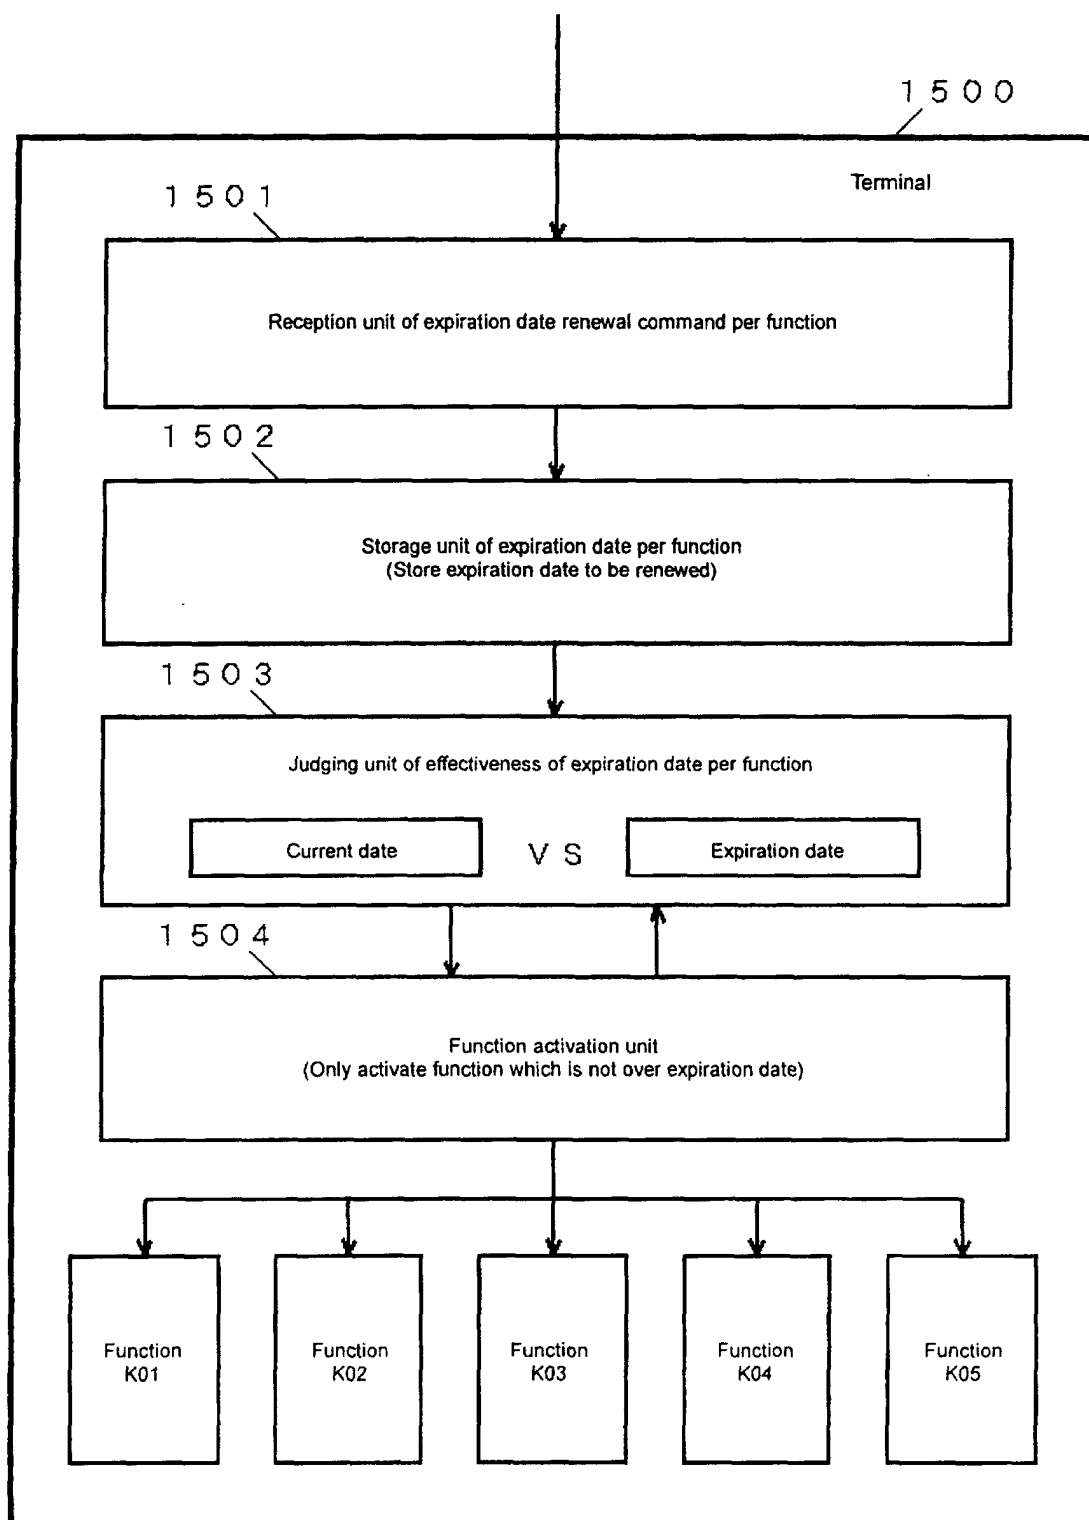 1500
Terminal
1501
Reception unit of expiration date renewal command per function
1502
Storage unit of expiration date per function
(Store expiration date to be renewed)
1503
Judging unit of effectiveness of expiration date per function
Current date
VS
Expiration date
1504
Function activation unit
(Only activate function which is not over expiration date)
Function
K01
Function
K02
Function
K03
Function
K04
Function
K05